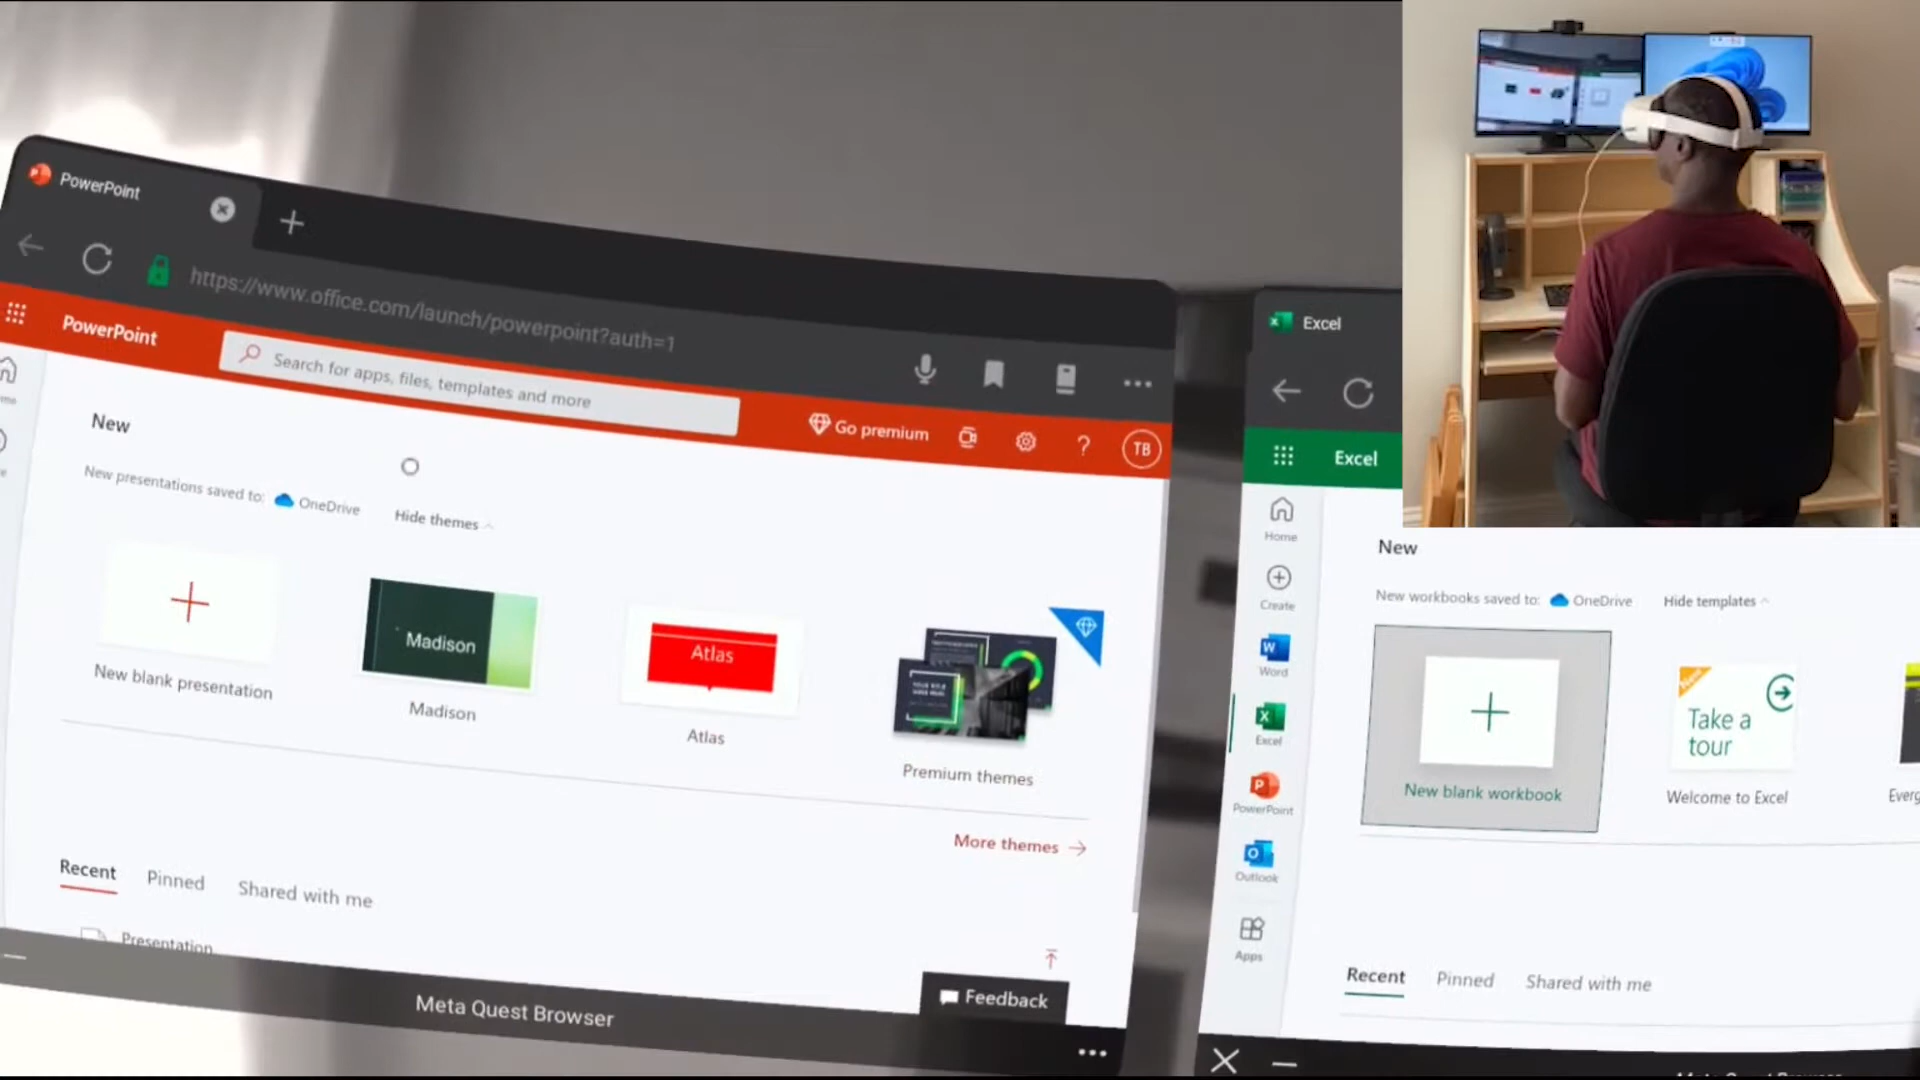 PowerPoint
https://www.office.com/launch/powerpoint?auth=1
PowerPoint
Search for apps, files, templates and more
Go premium
?
TB
New
New presentations saved to: OneDrive
Hide themes
New blank presentation
Madison
Madison
Atlas
Atlas
Premium themes
More themes
Recent
Pinned
Shared with me
Presentation
Feedback
Meta Quest Browser
Excel
Excel
Home
Create
Word
Excel
PowerPoint
Outlook
Apps
New
New workbooks saved to: OneDrive
Hide templates
New blank workbook
Take a
tour
Welcome to Excel
Recent
Pinned
Shared with me